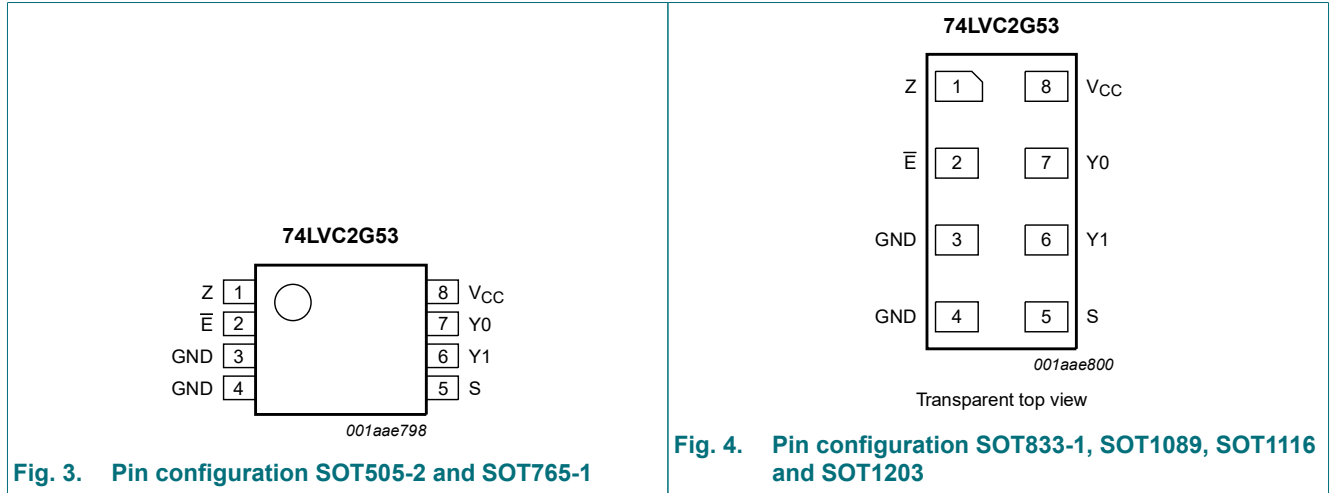 74LVC2G53
Z 1 8 VCC
E̅ 2 7 Y0
GND 3 6 Y1
GND 4 5 S
001aae798
Fig. 3. Pin configuration SOT505-2 and SOT765-1
74LVC2G53
Z 1 8 VCC
E̅ 2 7 Y0
GND 3 6 Y1
GND 4 5 S
001aae800
Transparent top view
Fig. 4. Pin configuration SOT833-1, SOT1089, SOT1116
and SOT1203